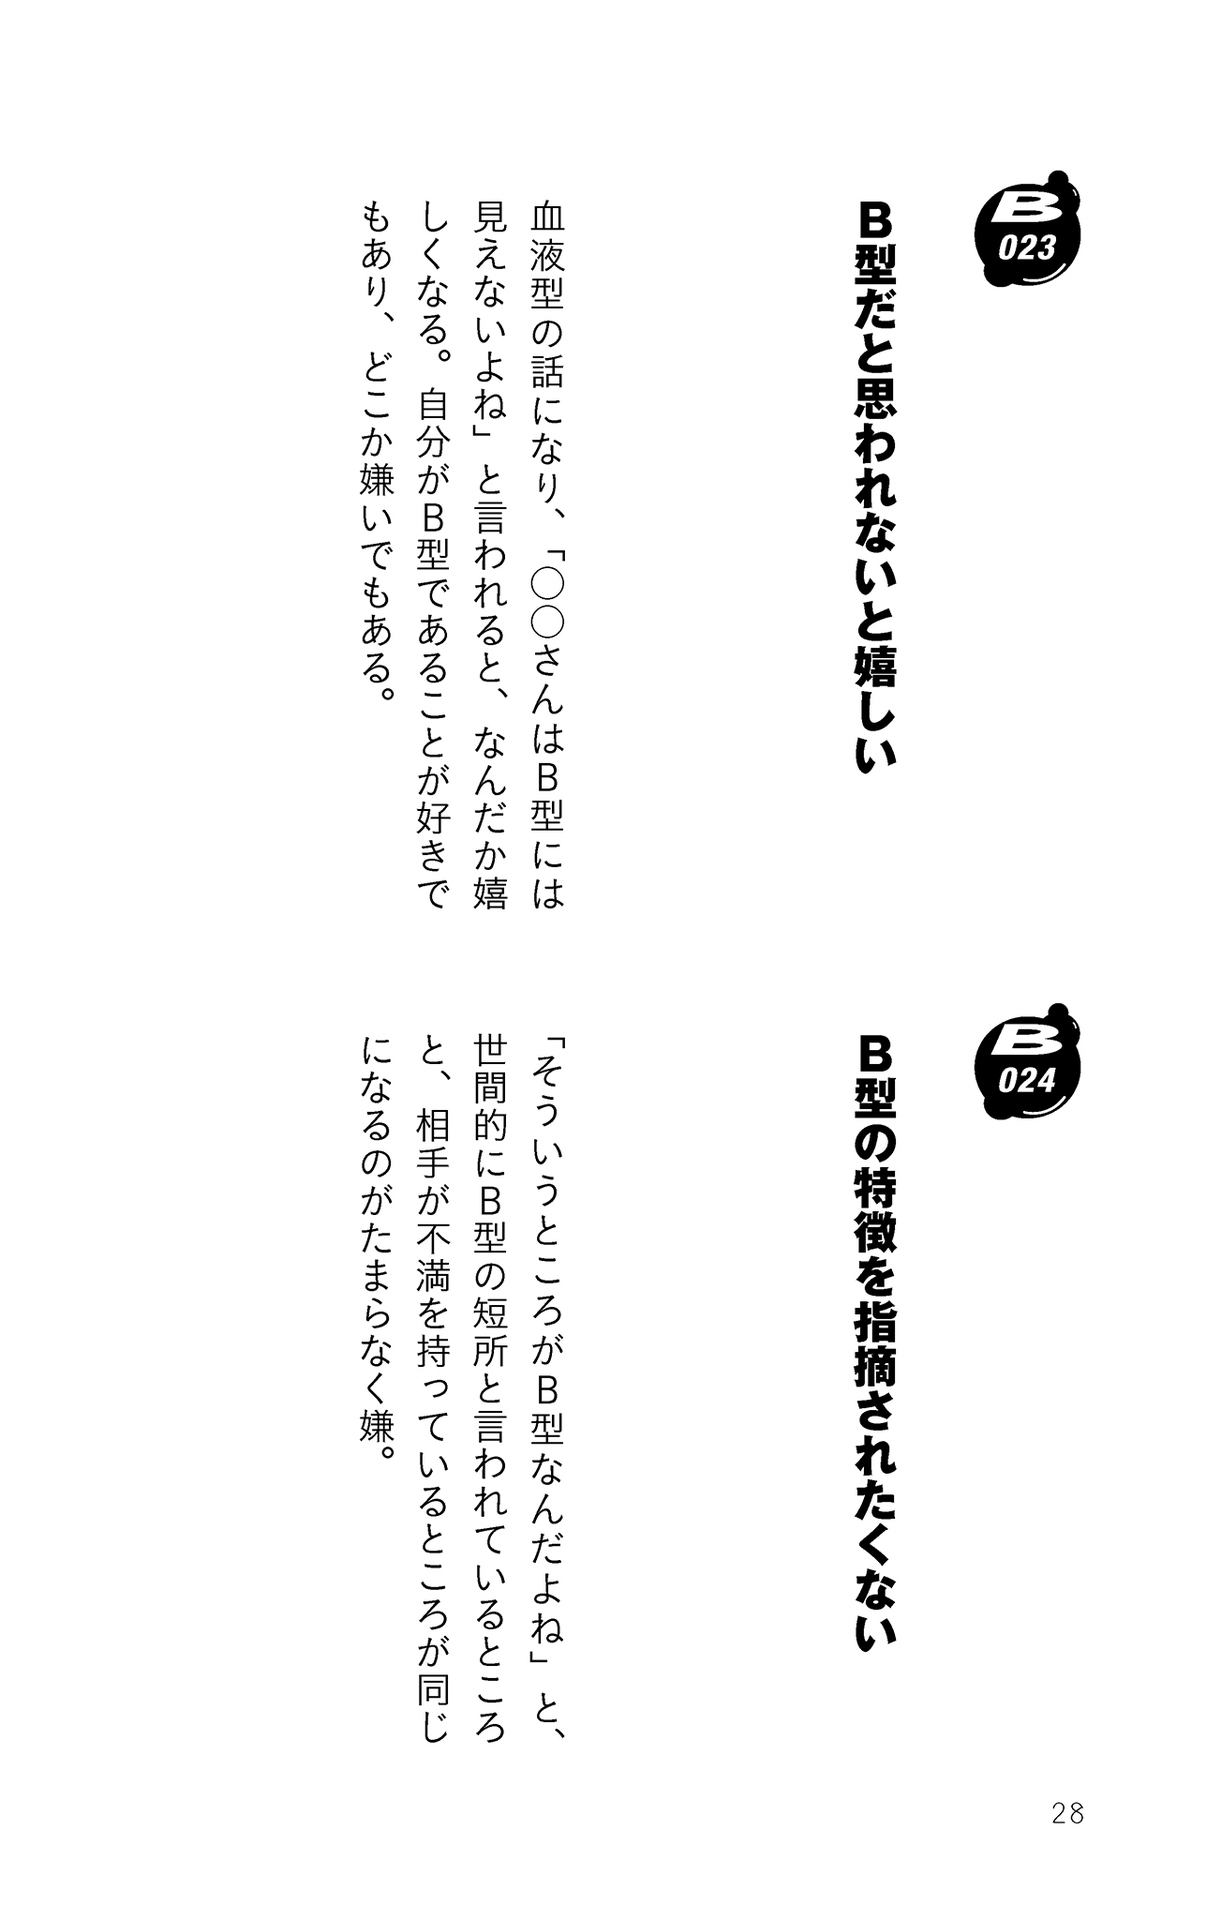 B
023
B型だと思われないと嬉しい
血液型の話になり、「○○さんはB型には
見えないよね」と言われると、なんだか嬉
しくなる。自分がB型であることが好きで
もあり、どこか嫌いでもある。
B
024
B型の特徴を指摘されたくない
「そういうところがB型なんだよね」と、
世間的にB型の短所と言われているところ
と、相手が不満を持っているところが同じ
になるのがたまらなく嫌。
28